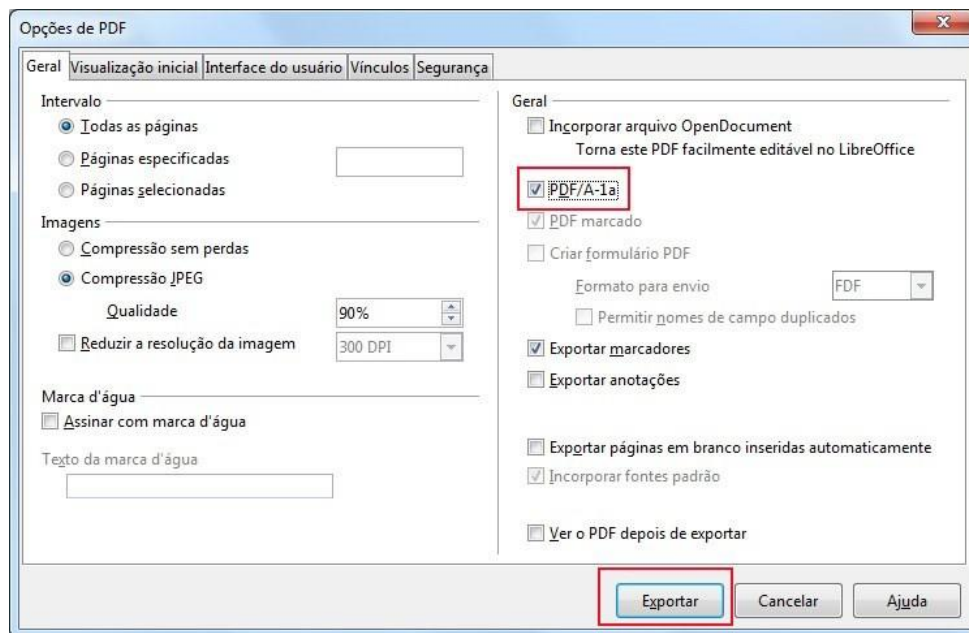 Opções de PDF
Geral Visualização inicial Interface do usuário Vínculos Segurança
Intervalo
Todas as páginas
Páginas especificadas
Páginas selecionadas
Imagens
Compressão sem perdas
Compressão JPEG
Qualidade 90%
Reduzir a resolução da imagem 300 DPI
Marca d'água
Assinar com marca d'água
Texto da marca d'água
Geral
Incorporar arquivo OpenDocument
Torna este PDF facilmente editável no LibreOffice
PDF/A-1a
PDF marcado
Criar formulário PDF
Formato para envio FDF
Permitir nomes de campo duplicados
Exportar marcadores
Exportar anotações
Exportar páginas em branco inseridas automaticamente
Incorporar fontes padrão
Ver o PDF depois de exportar
Exportar Cancelar Ajuda